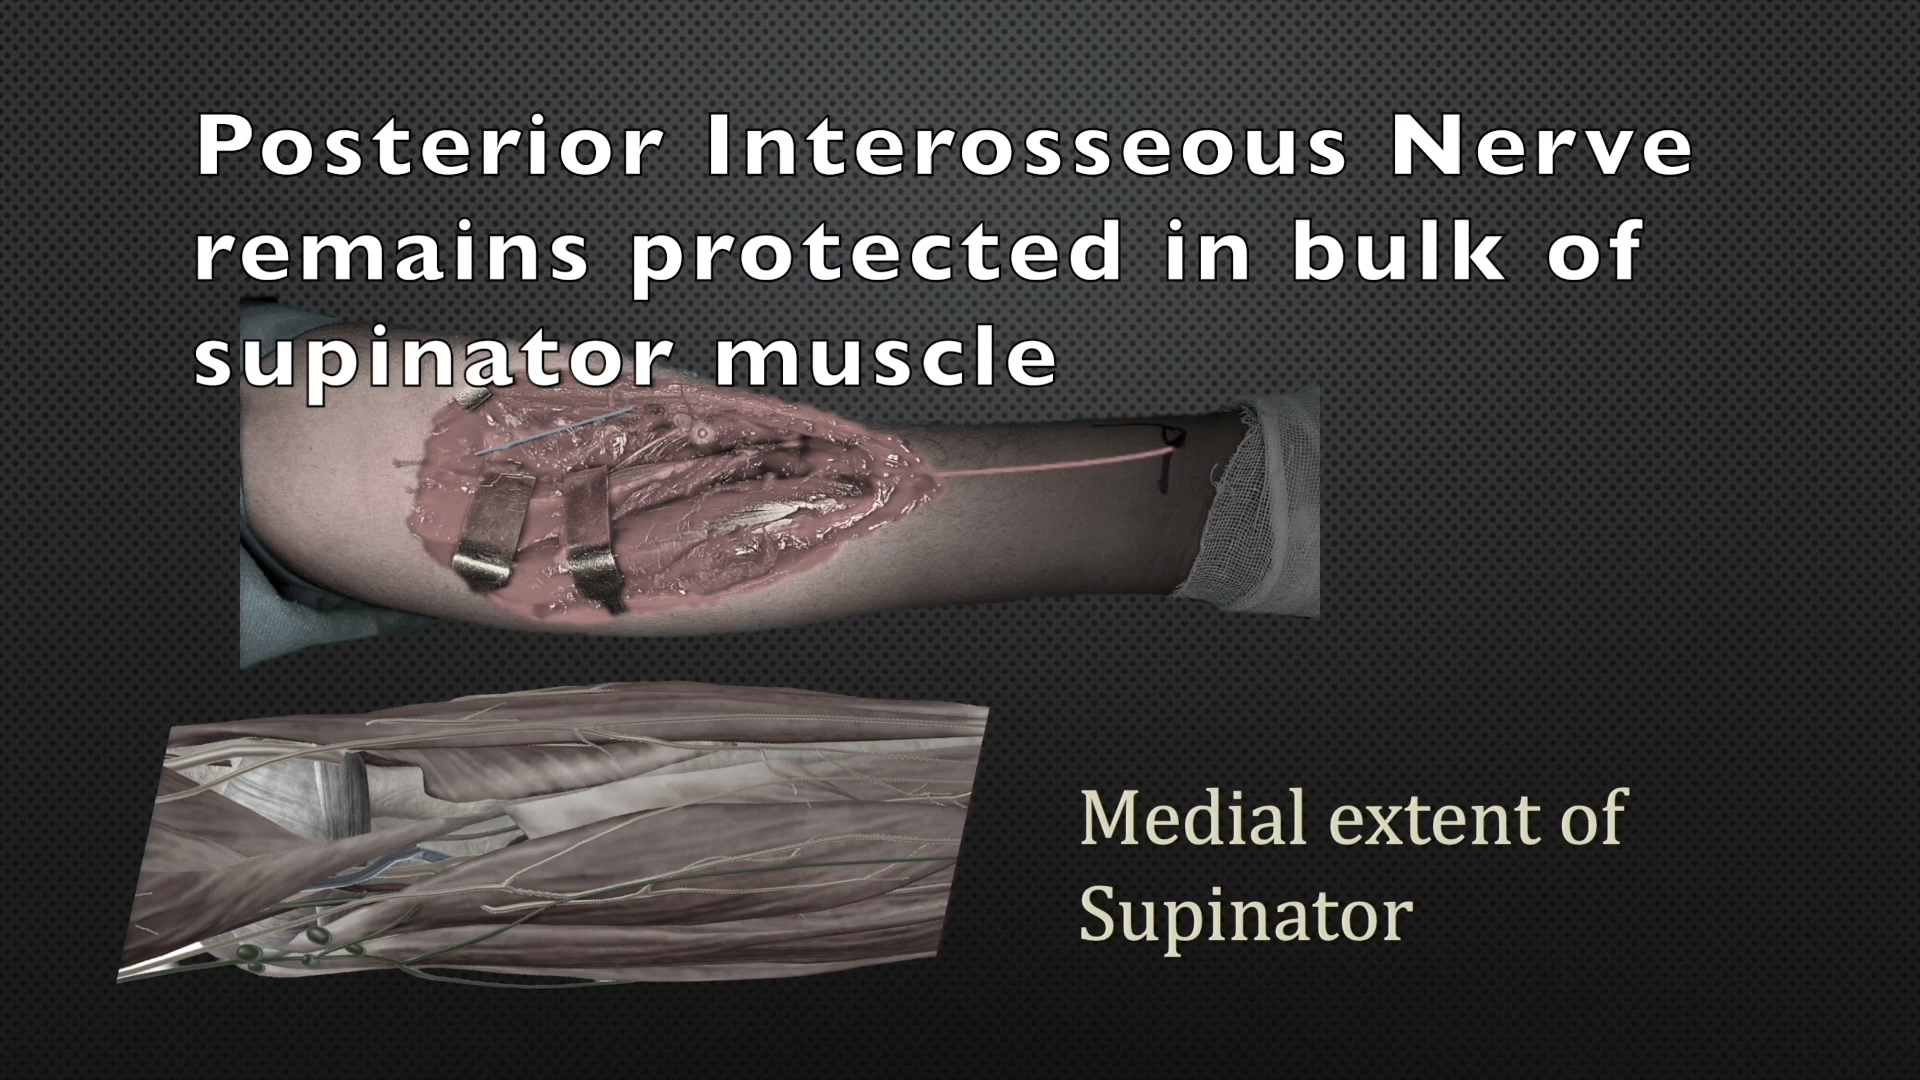 Posterior Interosseous Nerve
remains protected in bulk of
supinator muscle
Medial extent of
Supinator